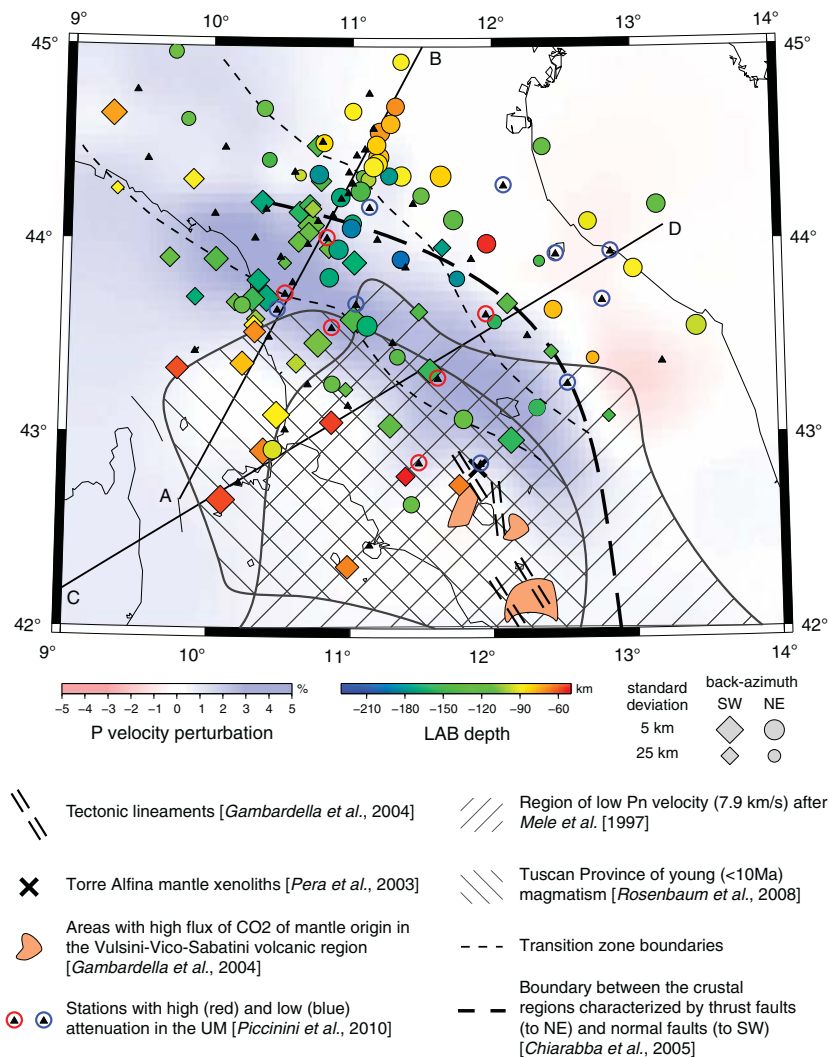 9° 10° 11° 12° 13° 14°
45° 45°
B
44° 44°
D
43° 43°
A
C
42° 42°
9° 10° 11° 12° 13° 14°
−5 −4 −3 −2 −1 0 1 2 3 4 5 %
P velocity perturbation
−210 −180 −150 −120 −90 −60 km
LAB depth
standard deviation
back-azimuth
SW NE
5 km
25 km
Tectonic lineaments [Gambardella et al., 2004]
Torre Alfina mantle xenoliths [Pera et al., 2003]
Areas with high flux of CO2 of mantle origin in
the Vulsini-Vico-Sabatini volcanic region
[Gambardella et al., 2004]
Stations with high (red) and low (blue)
attenuation in the UM [Piccinini et al., 2010]
Region of low Pn velocity (7.9 km/s) after
Mele et al. [1997]
Tuscan Province of young (<10Ma)
magmatism [Rosenbaum et al., 2008]
Transition zone boundaries
Boundary between the crustal
regions characterized by thrust faults
(to NE) and normal faults (to SW)
[Chiarabba et al., 2005]